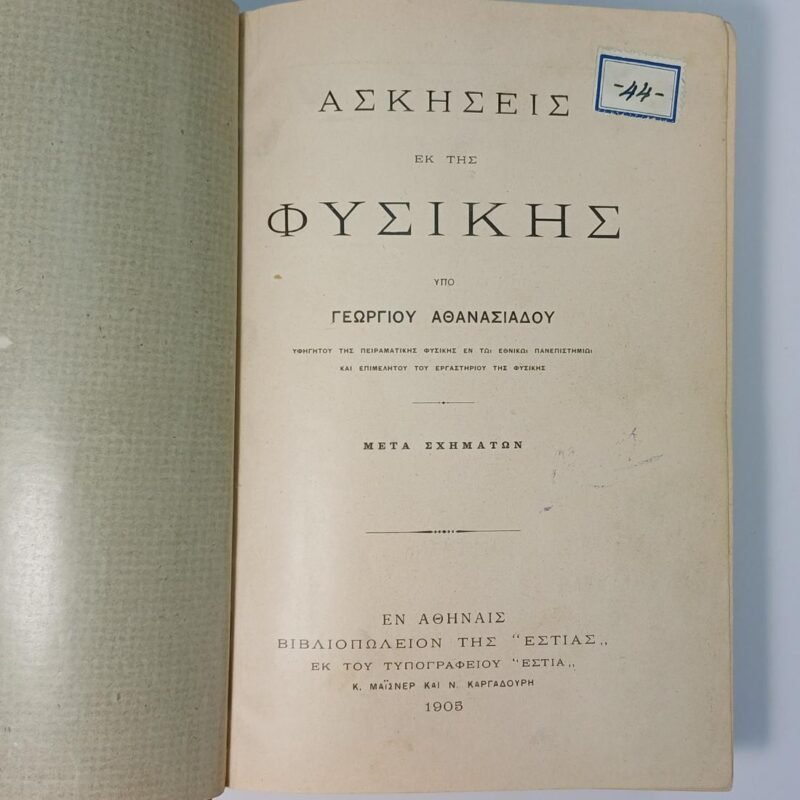 -44-
ΑΣΚΗΣΕΙΣ
ΕΚ ΤΗΣ
ΦΥΣΙΚΗΣ
ΥΠΟ
ΓΕΩΡΓΙΟΥ ΑΘΑΝΑΣΙΑΔΟΥ
ΥΦΗΓΗΤΟΥ ΤΗΣ ΠΕΙΡΑΜΑΤΙΚΗΣ ΦΥΣΙΚΗΣ ΕΝ ΤΩΙ ΕΘΝΙΚΩΙ ΠΑΝΕΠΙΣΤΗΜΙΩΙ
ΚΑΙ ΕΠΙΜΕΛΗΤΟΥ ΤΟΥ ΕΡΓΑΣΤΗΡΙΟΥ ΤΗΣ ΦΥΣΙΚΗΣ
ΜΕΤΑ ΣΧΗΜΑΤΩΝ
ΕΝ ΑΘΗΝΑΙΣ
ΒΙΒΛΙΟΠΩΛΕΙΟΝ ΤΗΣ "ΕΣΤΙΑΣ„
ΕΚ ΤΟΥ ΤΥΠΟΓΡΑΦΕΙΟΥ "ΕΣΤΙΑ„
Κ. ΜΑΪΣΝΕΡ ΚΑΙ Ν. ΚΑΡΓΑΔΟΥΡΗ
1905